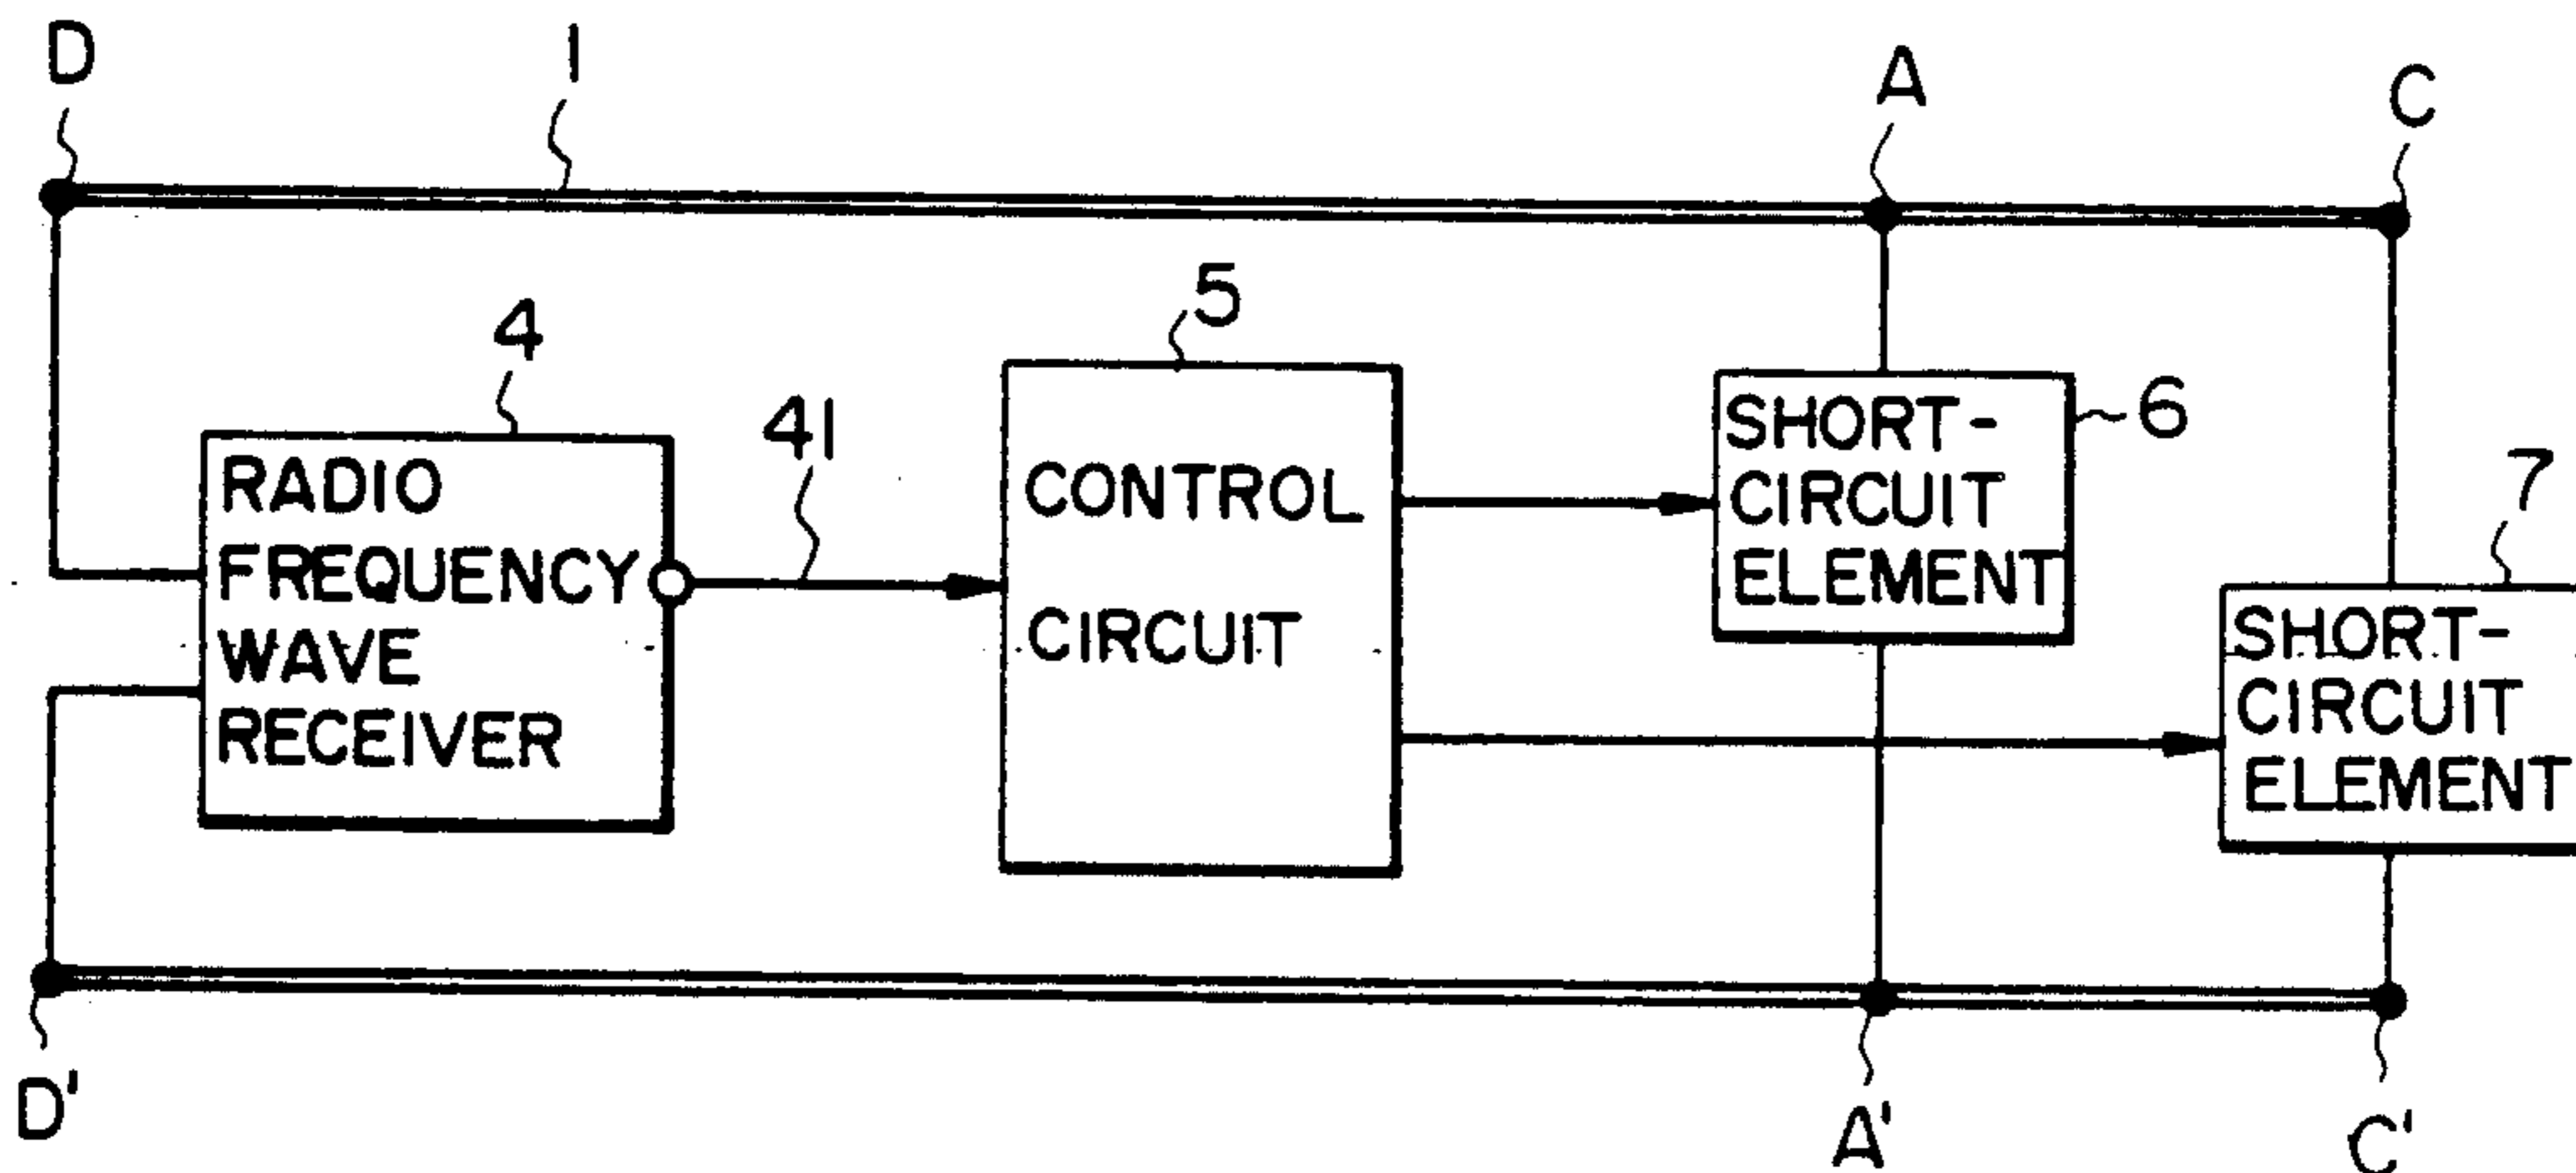 D
1
A
C
4
41
5
6
7
RADIO
FREQUENCY
WAVE
RECEIVER
CONTROL
CIRCUIT
SHORT-
CIRCUIT
ELEMENT
SHORT-
CIRCUIT
ELEMENT
D'
A'
C'